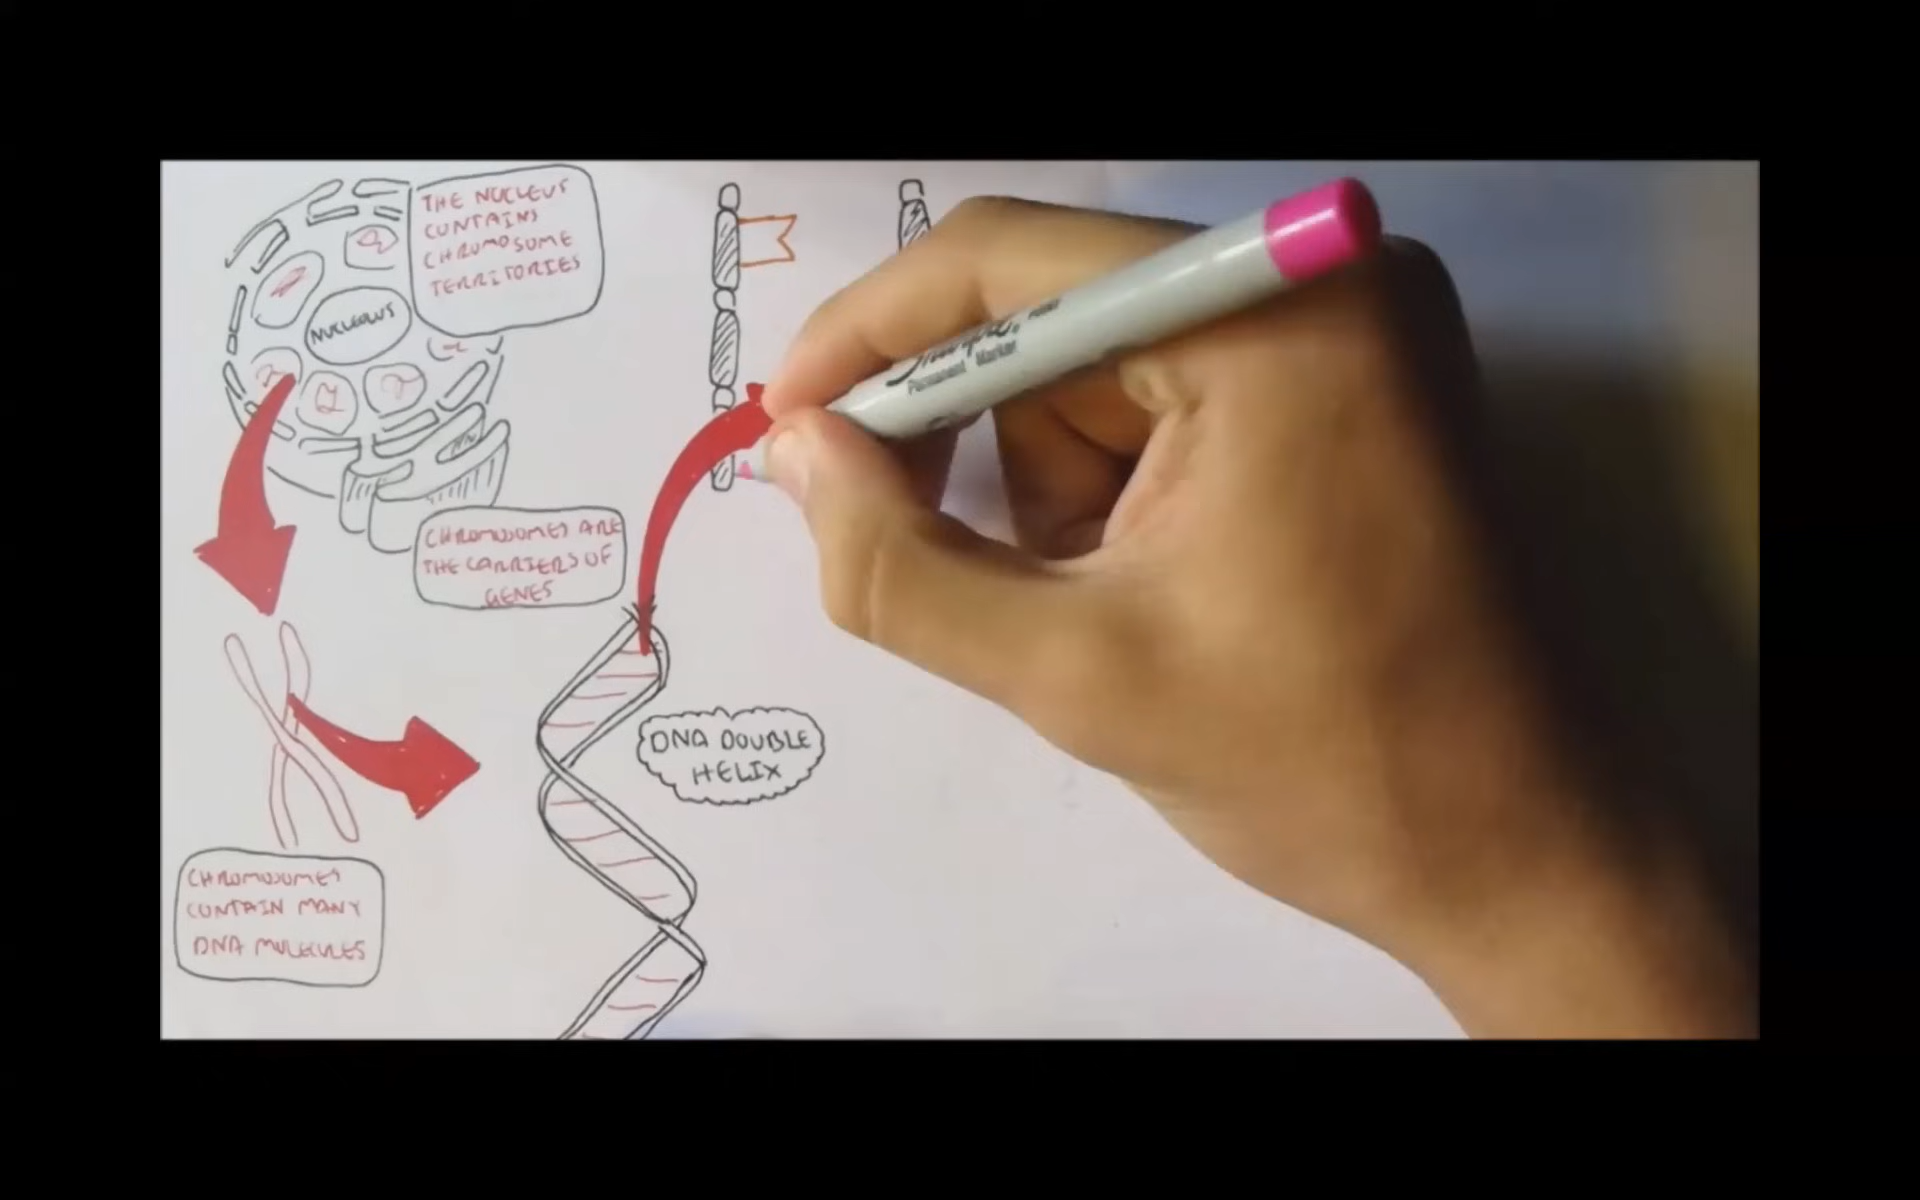 THE NUCLEUS
CONTAINS
CHROMOSOME
TERRITORIES
NUCLEOLUS
CHROMOSOMES ARE
THE CARRIERS OF
GENES
DNA DOUBLE
HELIX
CHROMOSOMES
CONTAIN MANY
DNA MOLECULES
Sharpie
Permanent Marker